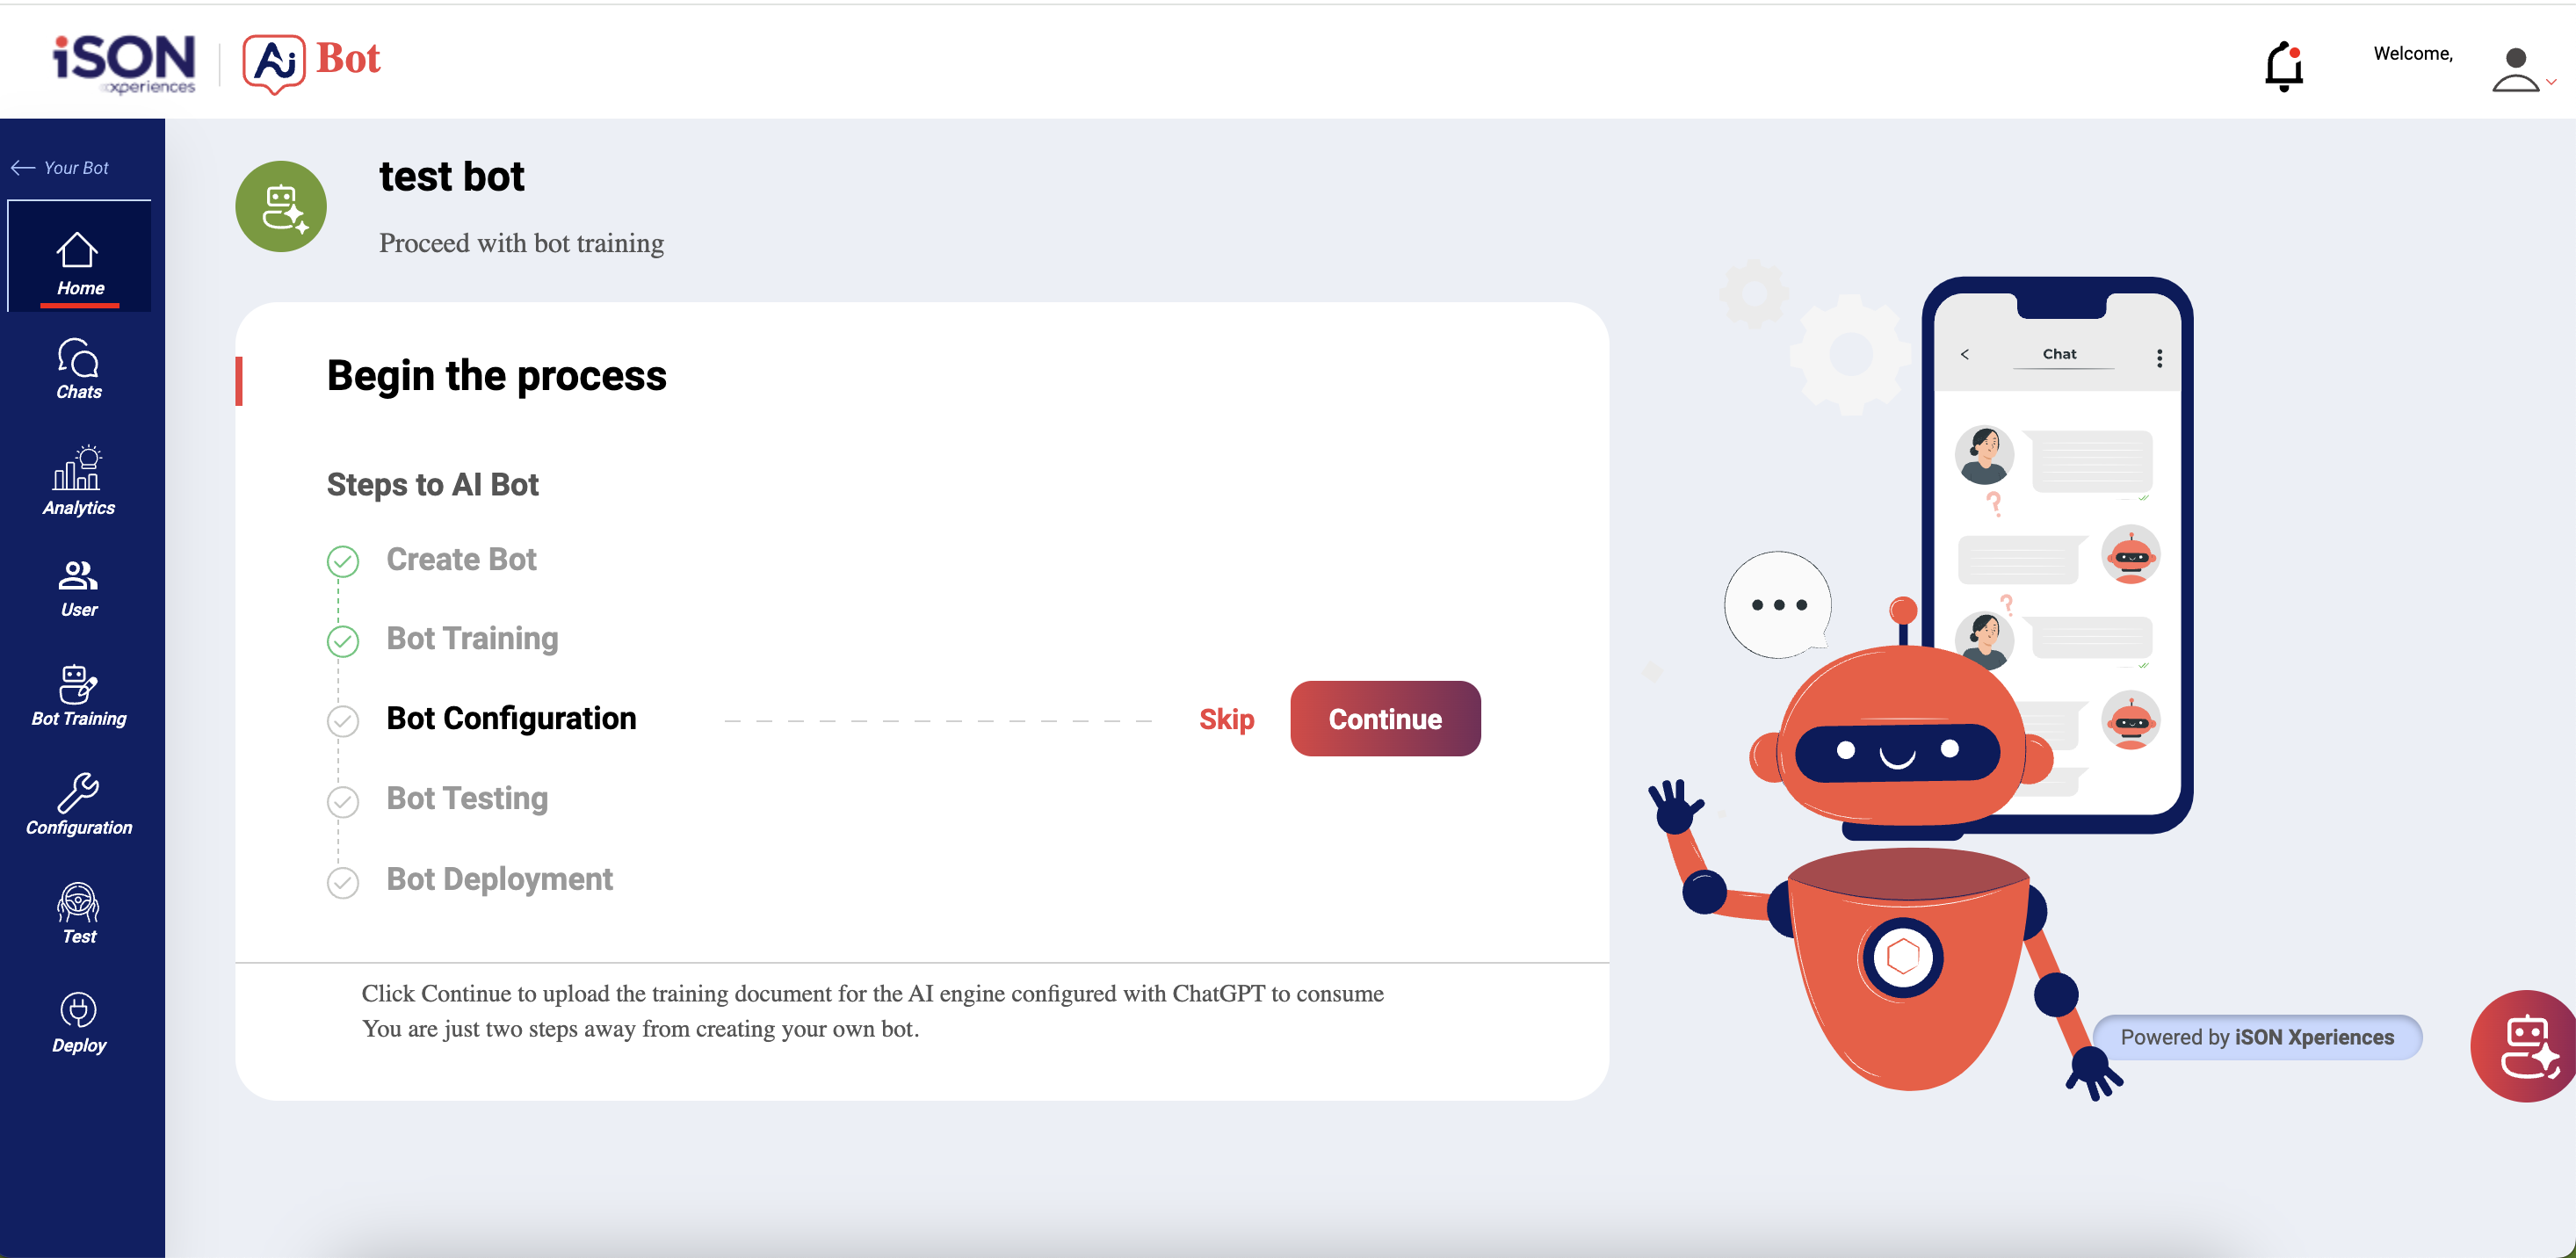 iSON
xperiences
Ai Bot
Welcome,
Your Bot
Home
Chats
Analytics
User
Bot Training
Configuration
Test
Deploy
test bot
Proceed with bot training
Begin the process
Steps to AI Bot
Create Bot
Bot Training
Bot Configuration
Skip
Continue
Bot Testing
Bot Deployment
Click Continue to upload the training document for the AI engine configured with ChatGPT to consume
You are just two steps away from creating your own bot.
< Chat
?
?
Powered by iSON Xperiences